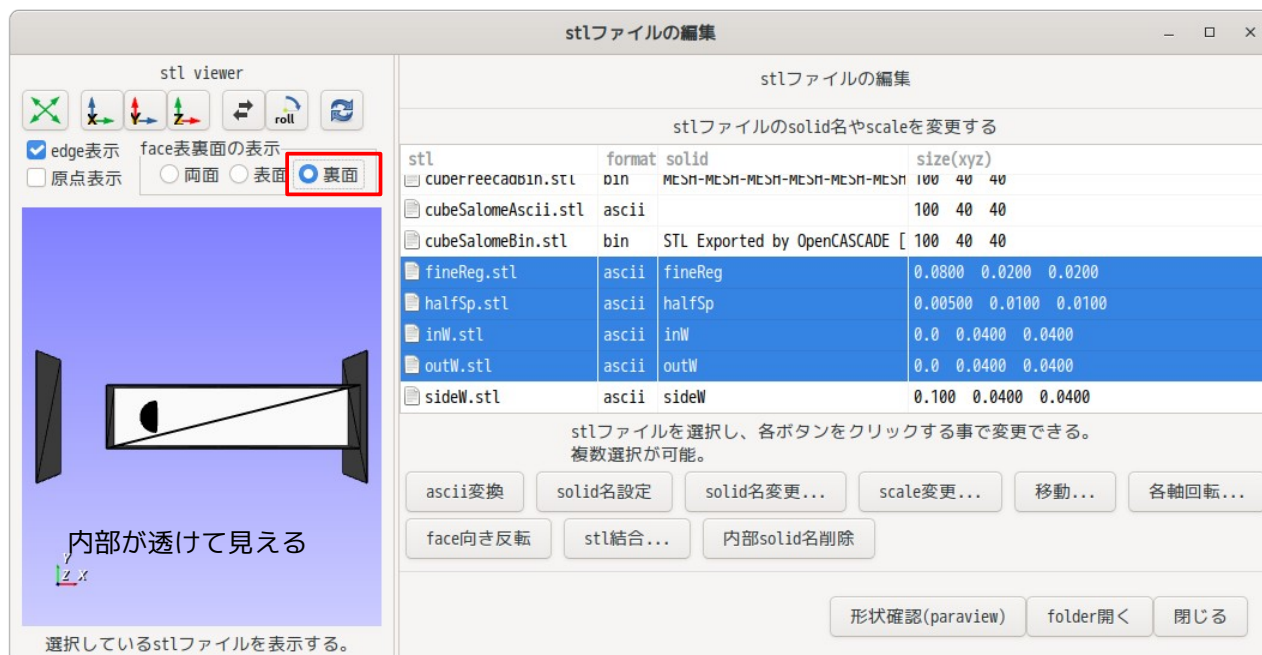 stlファイルの編集
stl viewer
X Y Z roll
edge表示
原点表示
face表裏面の表示
両面 表面 裏面
内部が透けて見える
Y
Z X
選択しているstlファイルを表示する。
stlファイルの編集
stlファイルのsolid名やscaleを変更する
stl format solid size(xyz)
cubeFreecadBin.stl bin MESH-MESH-MESH-MESH-MESH-MESH 100 40 40
cubeSalomeAscii.stl ascii 100 40 40
cubeSalomeBin.stl bin STL Exported by OpenCASCADE [ 100 40 40
fineReg.stl ascii fineReg 0.0800 0.0200 0.0200
halfSp.stl ascii halfSp 0.00500 0.0100 0.0100
inW.stl ascii inW 0.0 0.0400 0.0400
outW.stl ascii outW 0.0 0.0400 0.0400
sideW.stl ascii sideW 0.100 0.0400 0.0400
stlファイルを選択し、各ボタンをクリックする事で変更できる。
複数選択が可能。
ascii変換 solid名設定 solid名変更... scale変更... 移動... 各軸回転...
face向き反転 stl結合... 内部solid名削除
形状確認(paraview) folder開く 閉じる